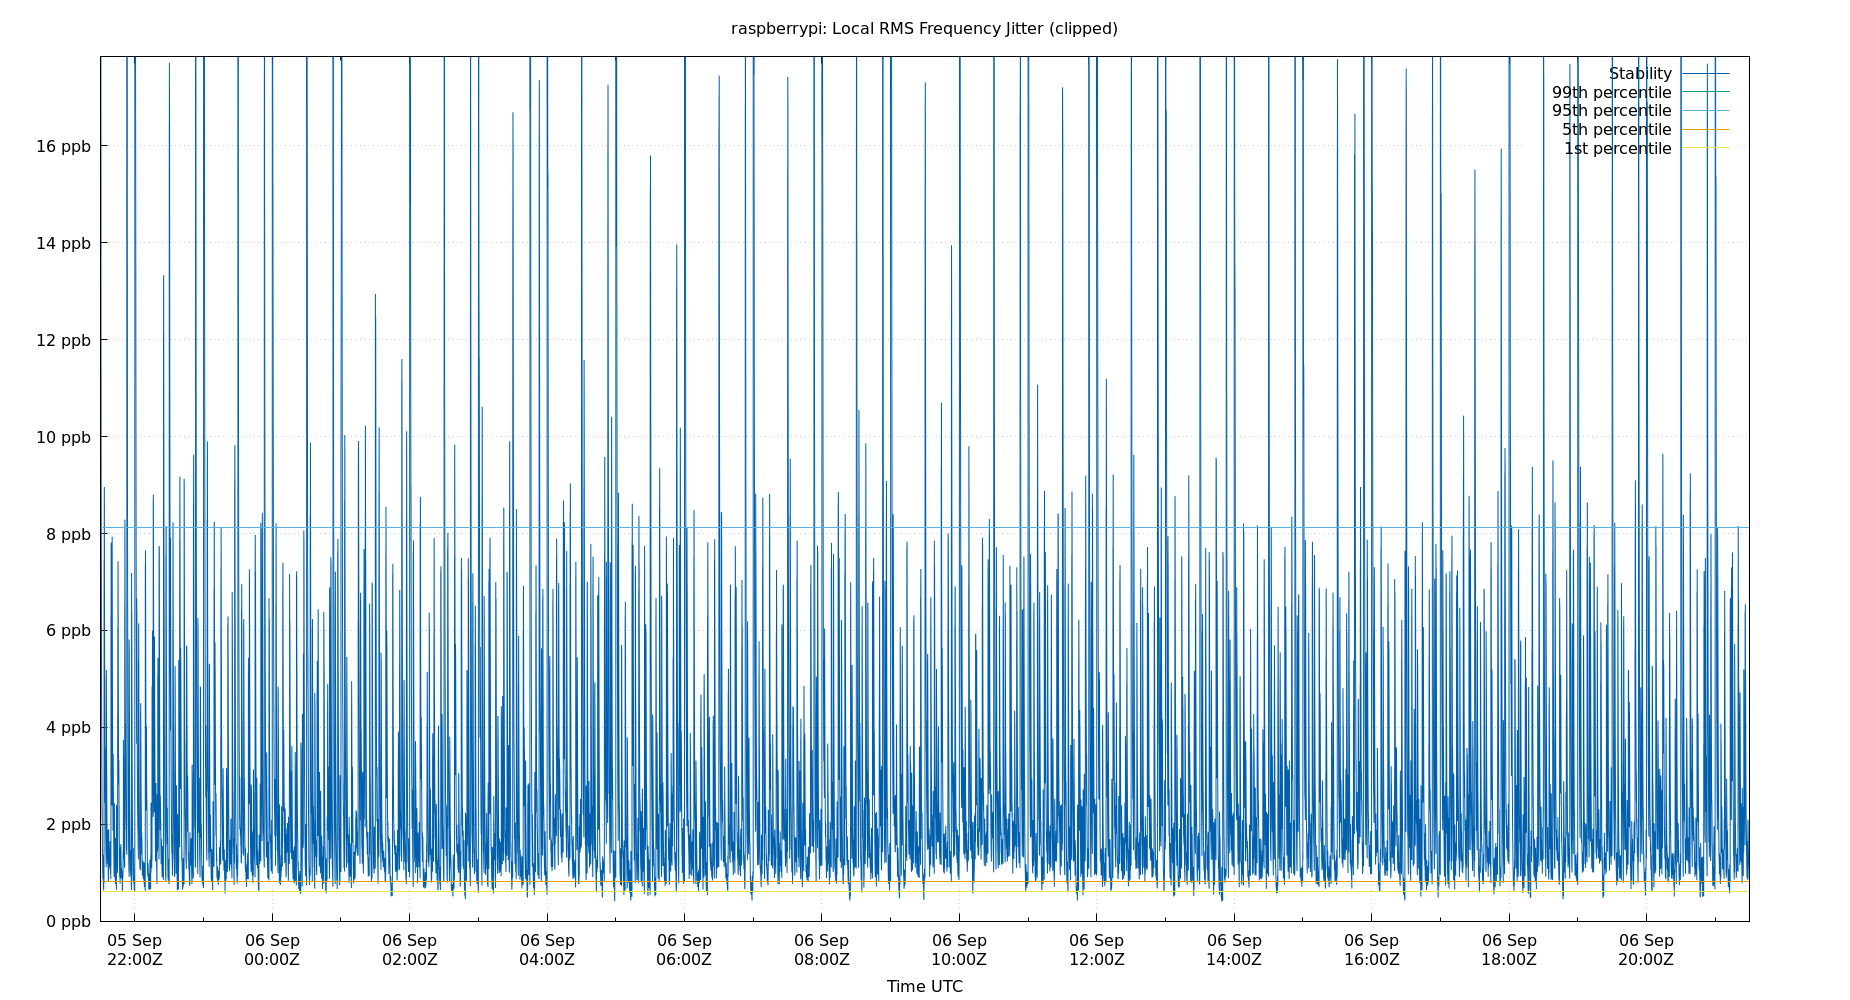 raspberrypi: Local RMS Frequency Jitter (clipped)
Stability
99th percentile
95th percentile
5th percentile
1st percentile
16 ppb
14 ppb
12 ppb
10 ppb
8 ppb
6 ppb
4 ppb
2 ppb
0 ppb
05 Sep 06 Sep 06 Sep 06 Sep 06 Sep 06 Sep 06 Sep 06 Sep 06 Sep 06 Sep 06 Sep 06 Sep
22:00Z 00:00Z 02:00Z 04:00Z 06:00Z 08:00Z 10:00Z 12:00Z 14:00Z 16:00Z 18:00Z 20:00Z
Time UTC